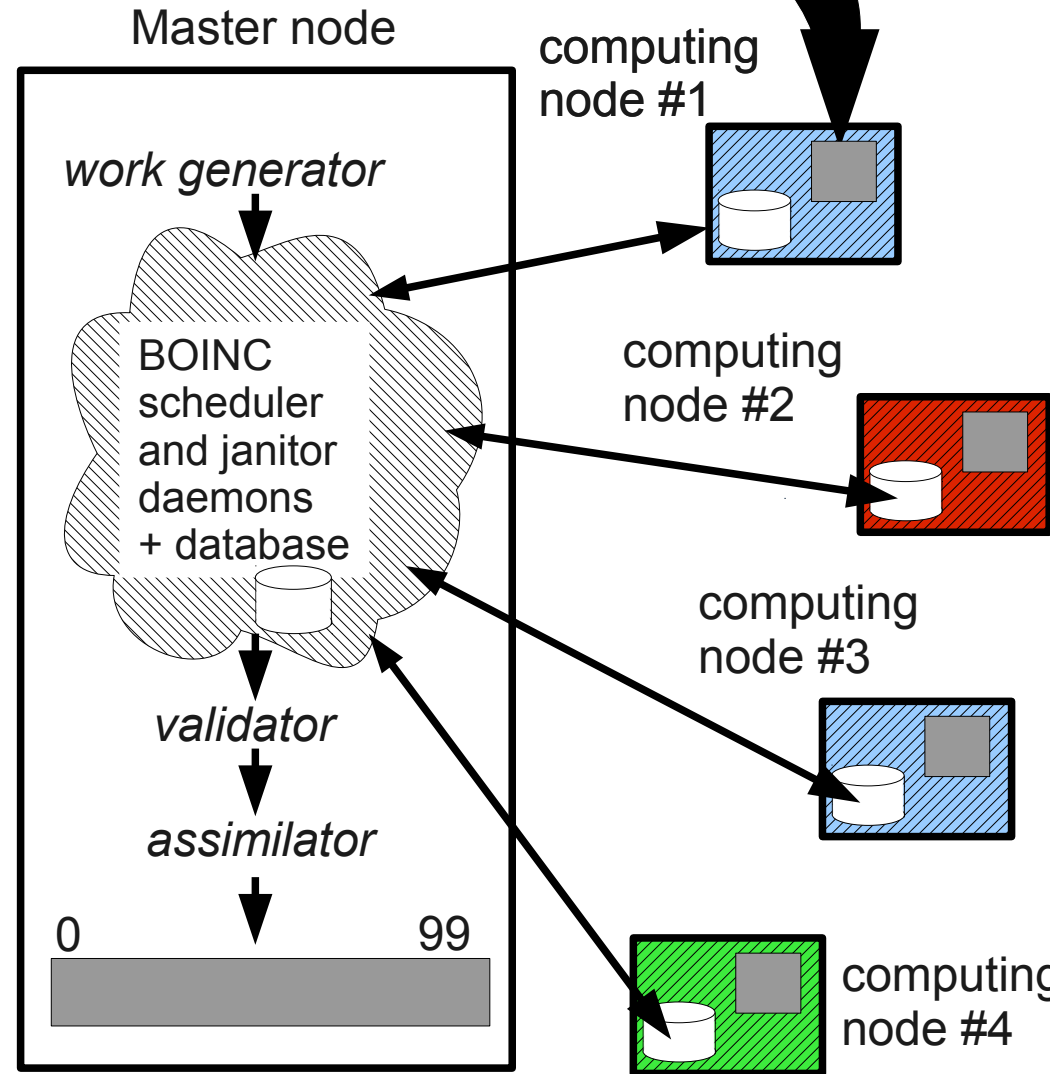 Master node
computing
node #1
work generator
BOINC
scheduler
and janitor
daemons
+ database
computing
node #2
computing
node #3
validator
assimilator
0 99
computing
node #4